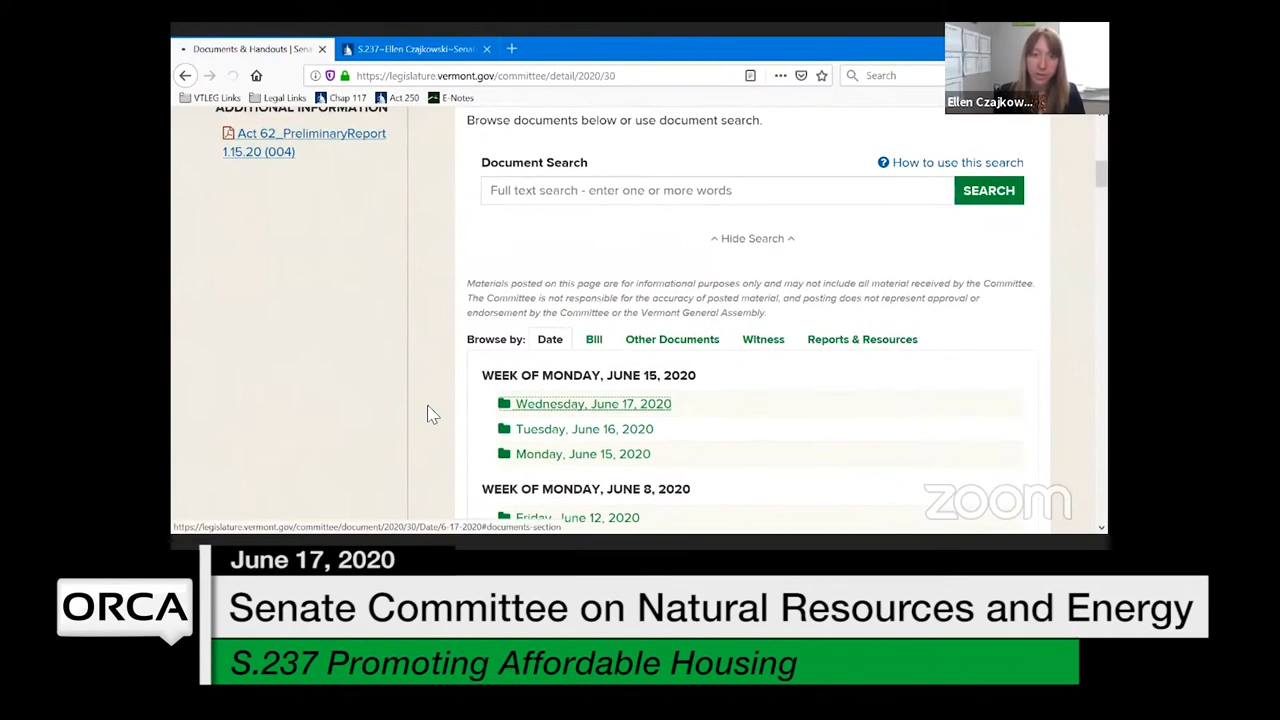 Documents & Handouts | Sena
S.237~Ellen Czajkowski~Senat
https://legislature.vermont.gov/committee/detail/2020/30
Search
VTLEG Links
Legal Links
Chap 117
Act 250
E-Notes
Ellen Czajkow...
ADDITIONAL INFORMATION
Act 62_PreliminaryReport
1.15.20 (004)
Browse documents below or use document search.
Document Search
How to use this search
Full text search - enter one or more words
SEARCH
Hide Search
Materials posted on this page are for informational purposes only and may not include all material received by the Committee.
The Committee is not responsible for the accuracy of posted material, and posting does not represent approval or
endorsement by the Committee or the Vermont General Assembly.
Browse by: Date Bill Other Documents Witness Reports & Resources
WEEK OF MONDAY, JUNE 15, 2020
Wednesday, June 17, 2020
Tuesday, June 16, 2020
Monday, June 15, 2020
WEEK OF MONDAY, JUNE 8, 2020
Friday, June 12, 2020
zoom
https://legislature.vermont.gov/committee/document/2020/30/Date/6-17-2020#documents-section
June 17, 2020
ORCA
Senate Committee on Natural Resources and Energy
S.237 Promoting Affordable Housing